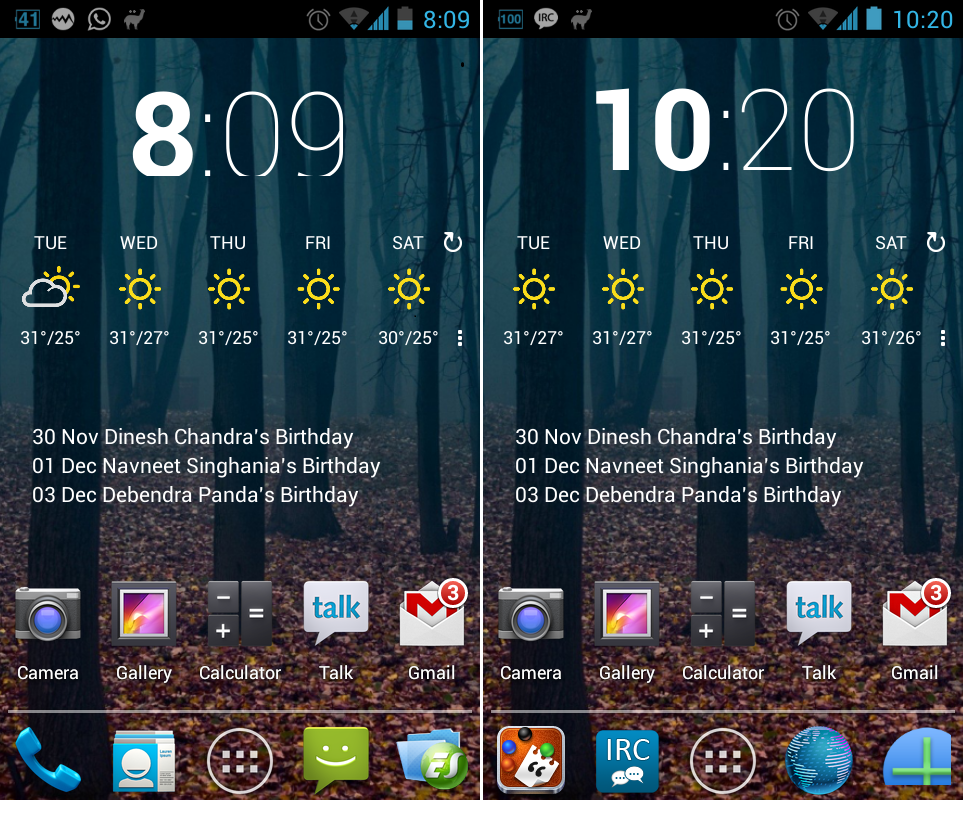 41 8:09
8:09
TUE WED THU FRI SAT
31°/25° 31°/27° 31°/25° 31°/25° 30°/25°
30 Nov Dinesh Chandra's Birthday
01 Dec Navneet Singhania's Birthday
03 Dec Debendra Panda's Birthday
talk 3
Camera Gallery Calculator Talk Gmail
ES
100 IRC 10:20
10:20
TUE WED THU FRI SAT
31°/27° 31°/27° 31°/25° 31°/25° 31°/26°
30 Nov Dinesh Chandra's Birthday
01 Dec Navneet Singhania's Birthday
03 Dec Debendra Panda's Birthday
talk 3
Camera Gallery Calculator Talk Gmail
IRC